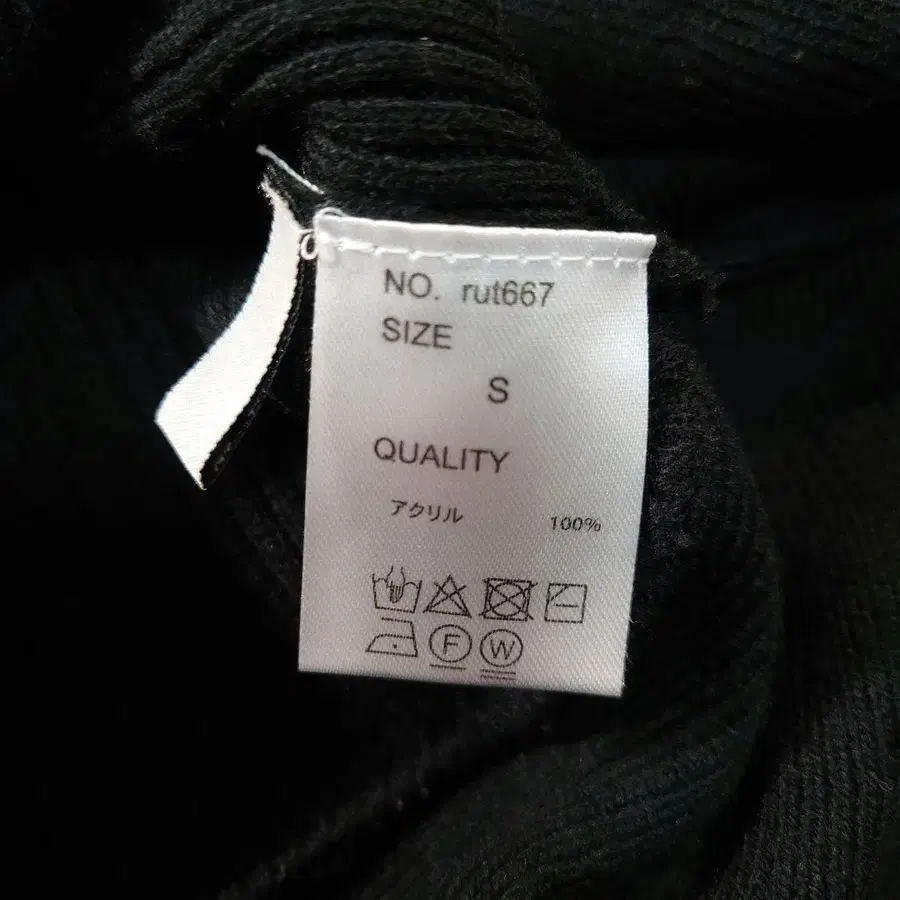 NO. rut667
SIZE
S
QUALITY
アクリル 100%
F W